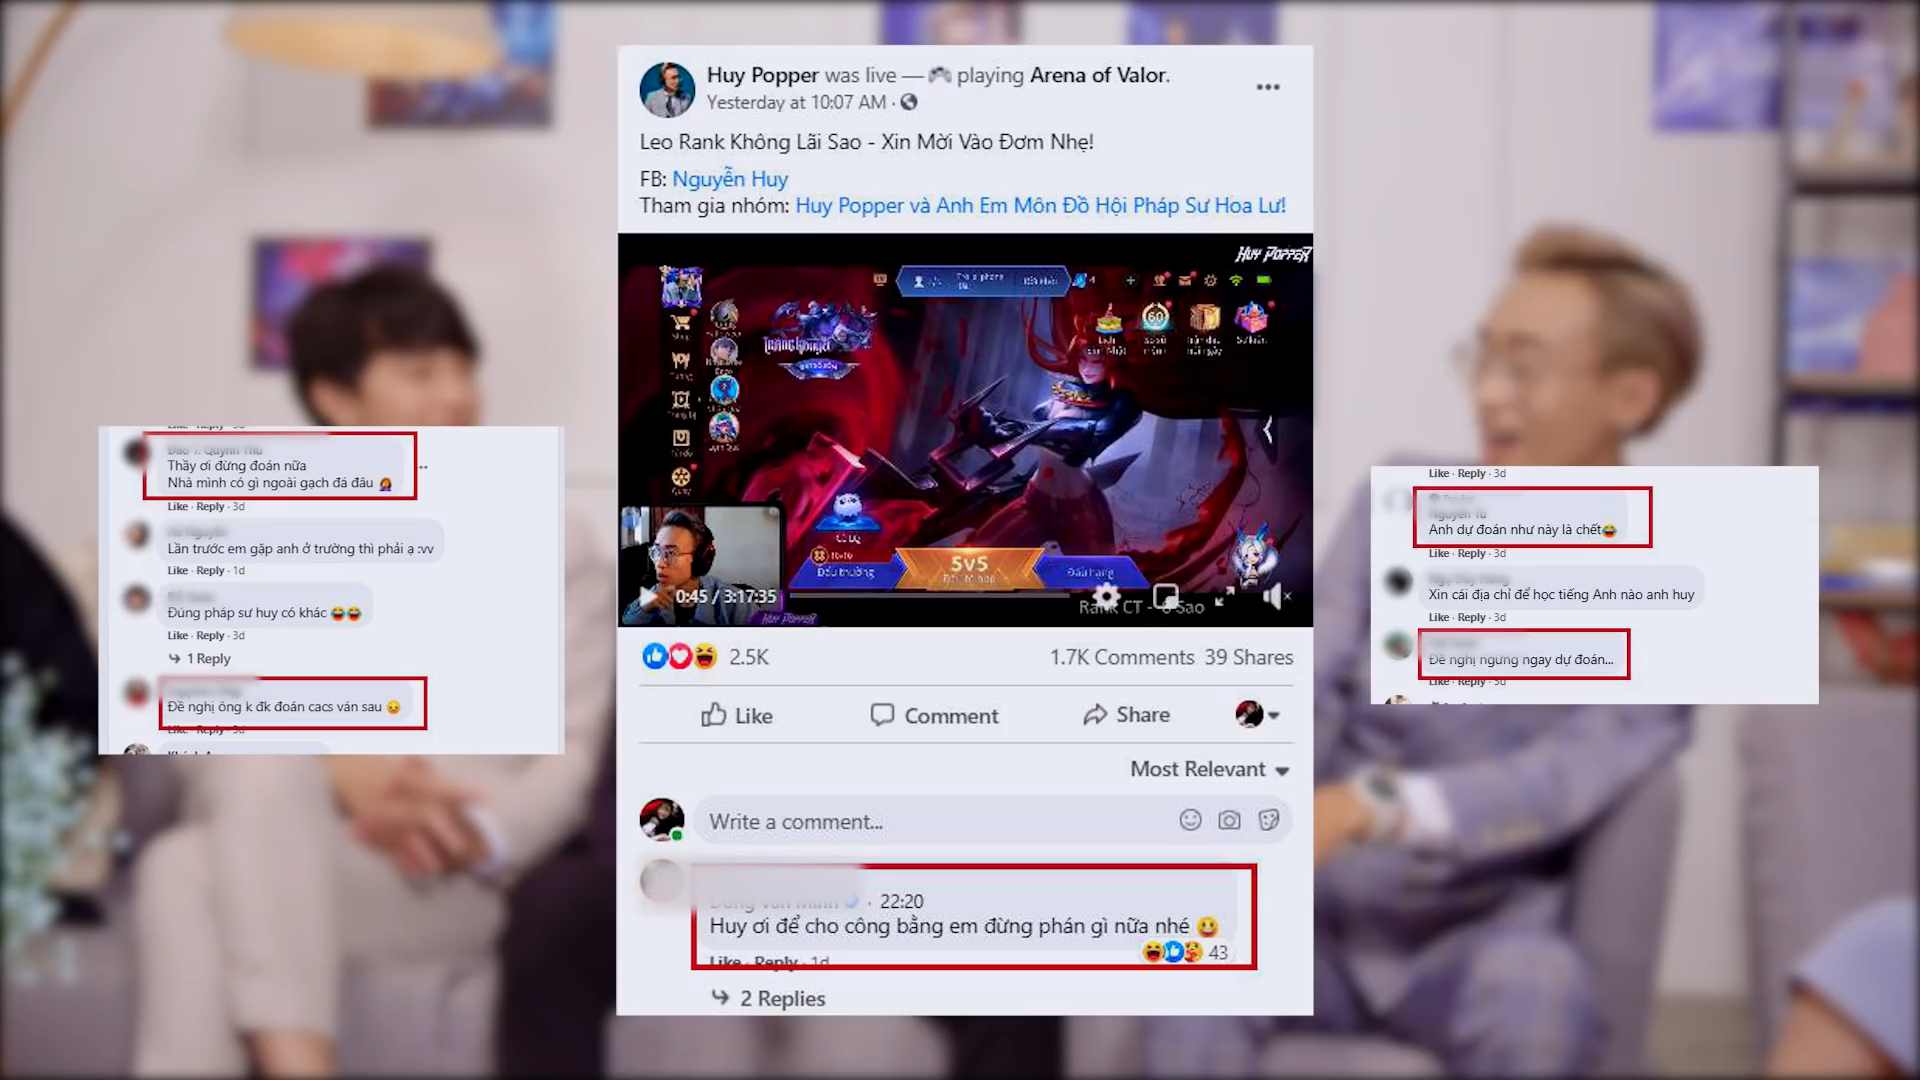 Huy Popper was live — 🎮 playing Arena of Valor.
Yesterday at 10:07 AM ·
Leo Rank Không Lãi Sao - Xin Mời Vào Đơm Nhẹ!
FB: Nguyễn Huy
Tham gia nhóm: Huy Popper và Anh Em Môn Đồ Hội Pháp Sư Hoa Lư!
HUY POPPER
60
5v5
Đấu thường
Đấu hạng
0:45 / 3:17:35
Rank CT - 0 Sao
HUY POPPER
2.5K
1.7K Comments 39 Shares
Like
Comment
Share
Most Relevant
Write a comment...
22:20
Huy ơi để cho công bằng em đừng phán gì nữa nhé 😃
43
Like · Reply · 1d
2 Replies
Like · Reply · 3d
Thầy ơi đừng đoán nữa
Nhà mình có gì ngoài gạch đá đâu 🤦
Like · Reply · 3d
Lần trước em gặp anh ở trường thì phải ạ :vv
Like · Reply · 1d
Đúng pháp sư huy có khác 😂😂
Like · Reply · 3d
1 Reply
Đề nghị ông k đk đoán cacs ván sau 😠
Like · Reply · 3d
Like · Reply · 3d
Anh dự đoán như này là chết😂
Like · Reply · 3d
Xin cái địa chỉ để học tiếng Anh nào anh huy
Like · Reply · 3d
Đề nghị ngừng ngay dự đoán...
Like · Reply · 3d